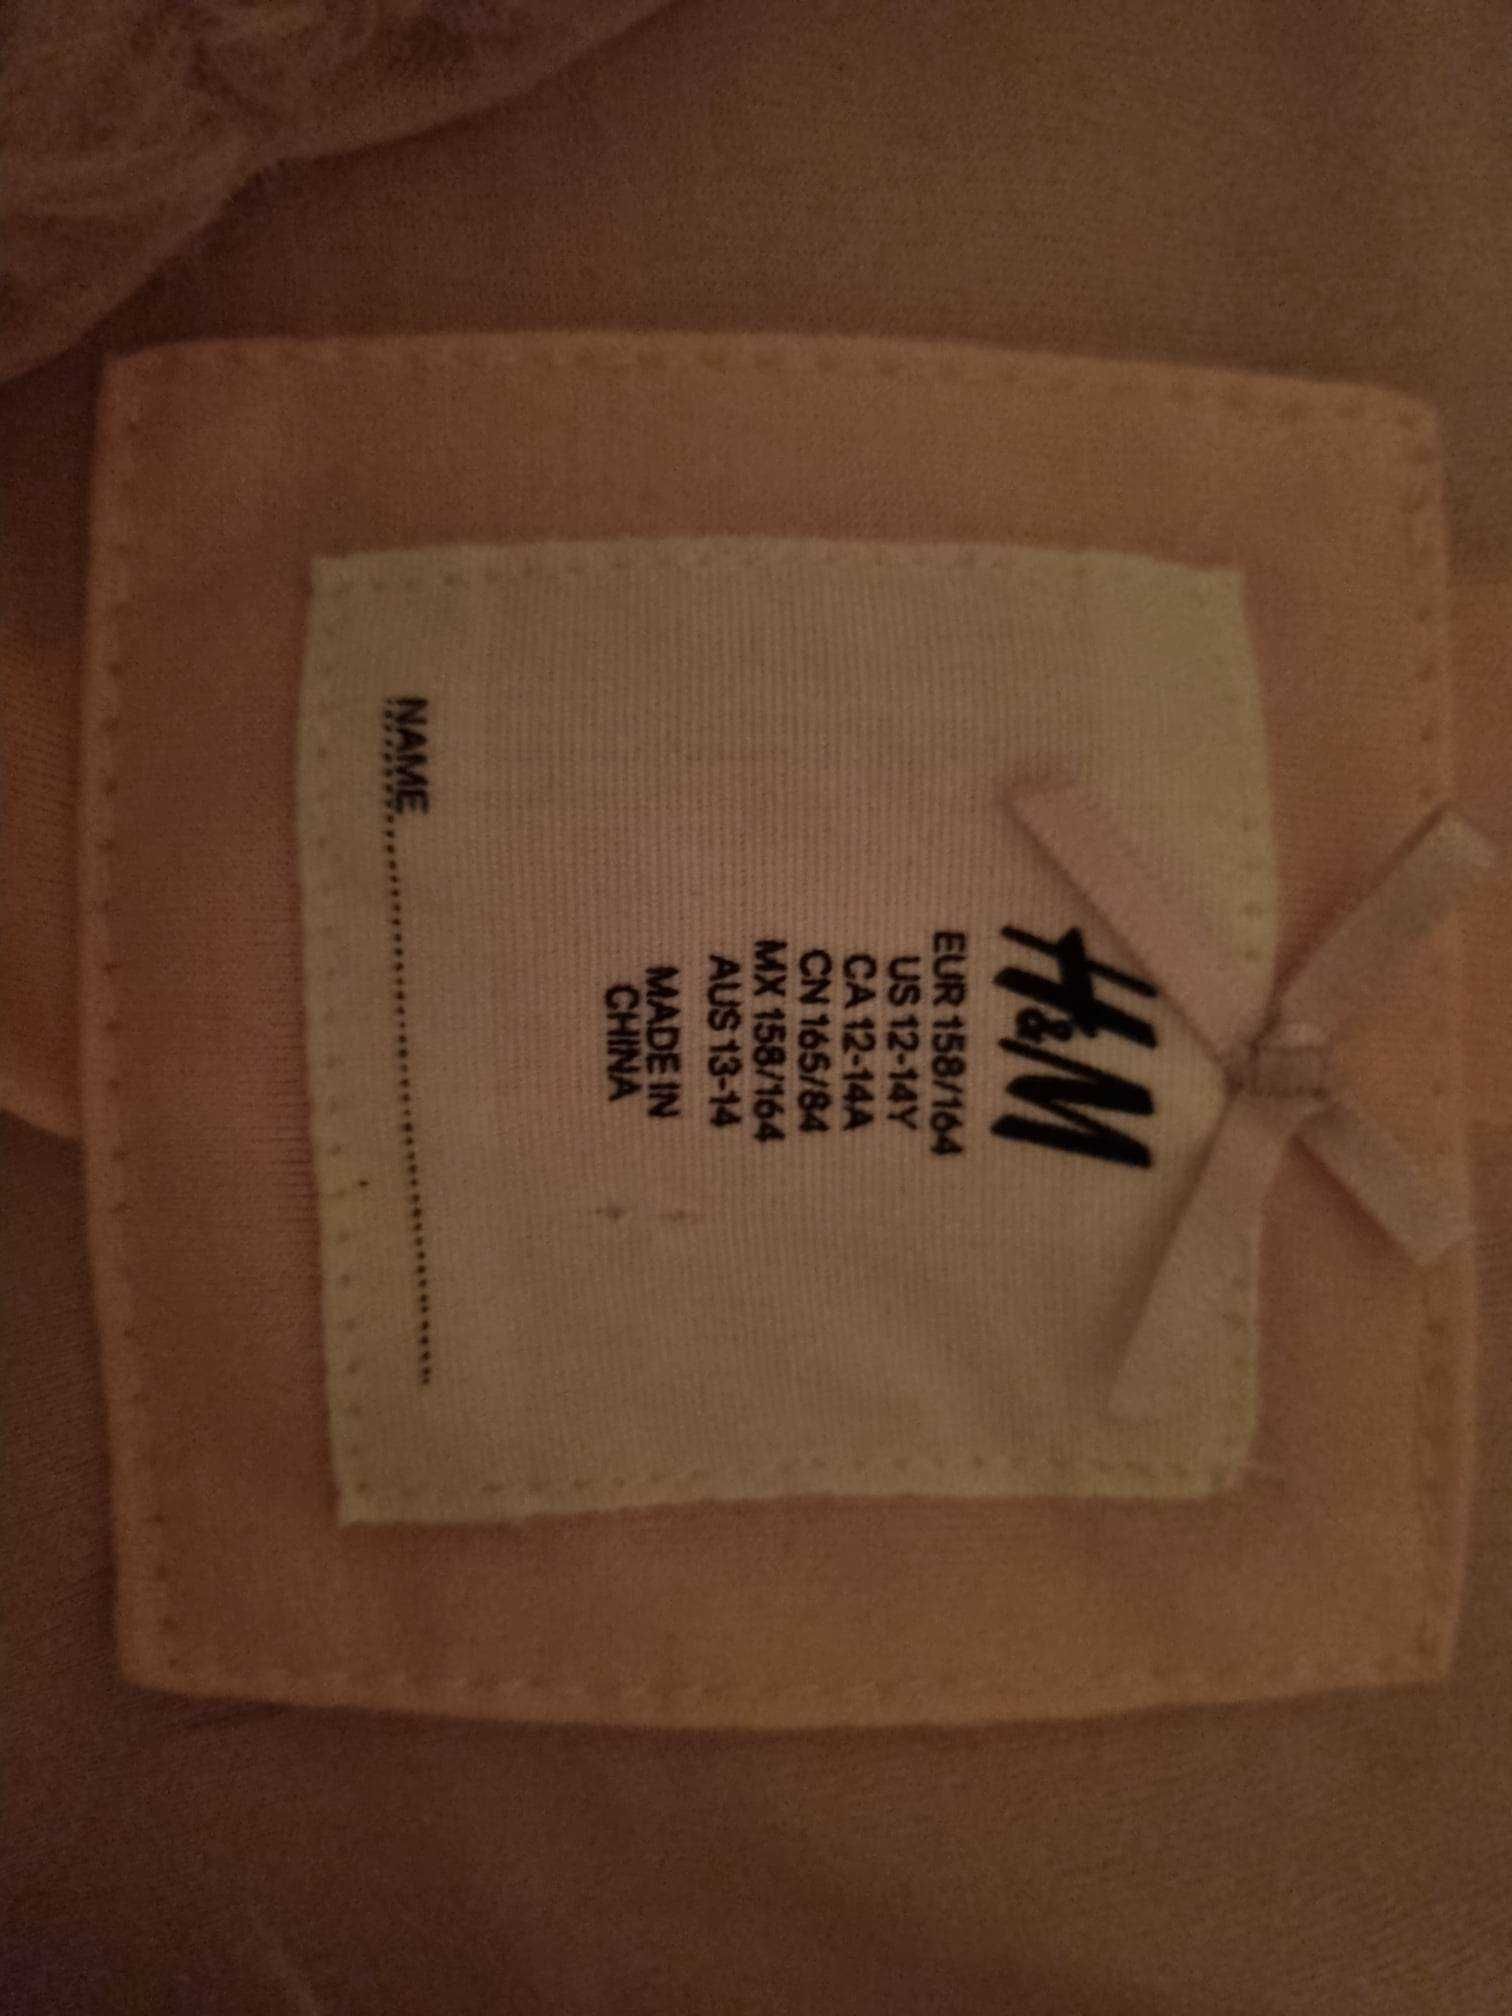 H&M
EUR 158/164
US 12-14Y
CA 12-14A
CN 165/84
MX 158/164
AUS 13-14
MADE IN
CHINA
NAME